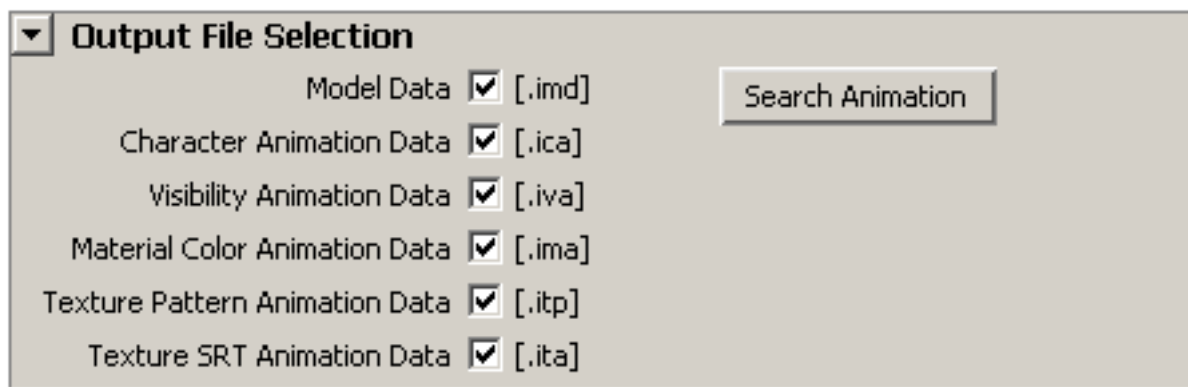 Output File Selection
Model Data [.imd]
Search Animation
Character Animation Data [.ica]
Visibility Animation Data [.iva]
Material Color Animation Data [.ima]
Texture Pattern Animation Data [.itp]
Texture SRT Animation Data [.ita]